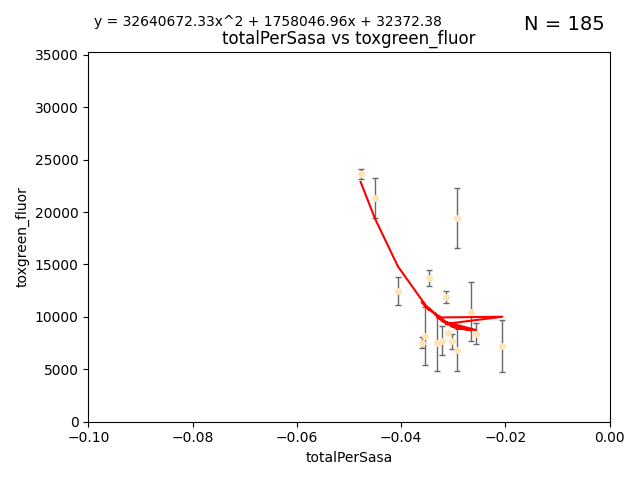 y = 32640672.33x^2 + 1758046.96x + 32372.38
N = 185
totalPerSasa vs toxgreen_fluor
35000
30000
25000
20000
15000
10000
5000
0
toxgreen_fluor
−0.10 −0.08 −0.06 −0.04 −0.02 0.00
totalPerSasa